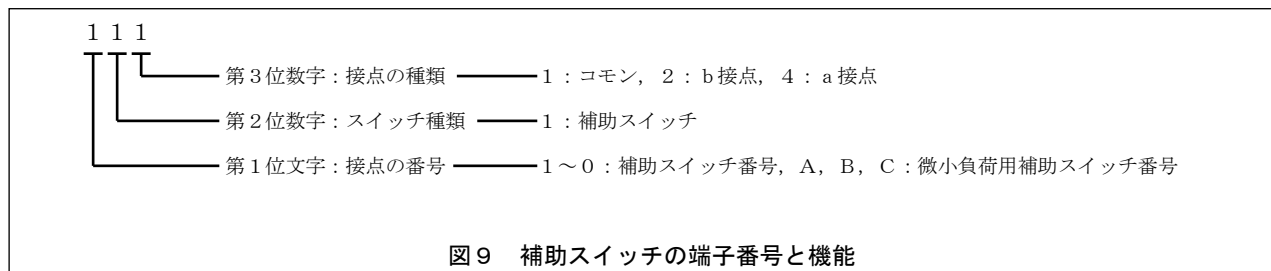 １１１
第３位数字：接点の種類 １：コモン，２：ｂ接点，４：ａ接点
第２位数字：スイッチ種類 １：補助スイッチ
第１位文字：接点の番号 １～０：補助スイッチ番号，Ａ，Ｂ，Ｃ：微小負荷用補助スイッチ番号
図９ 補助スイッチの端子番号と機能